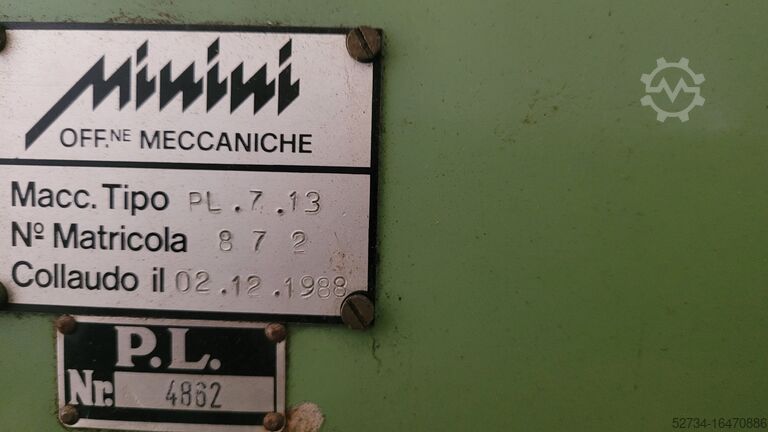 Minini
OFF.NE MECCANICHE
Macc. Tipo PL.7.13
Nº Matricola 872
Collaudo il 02.12.1988
P.L.
Nr. 4862
52734-16470886